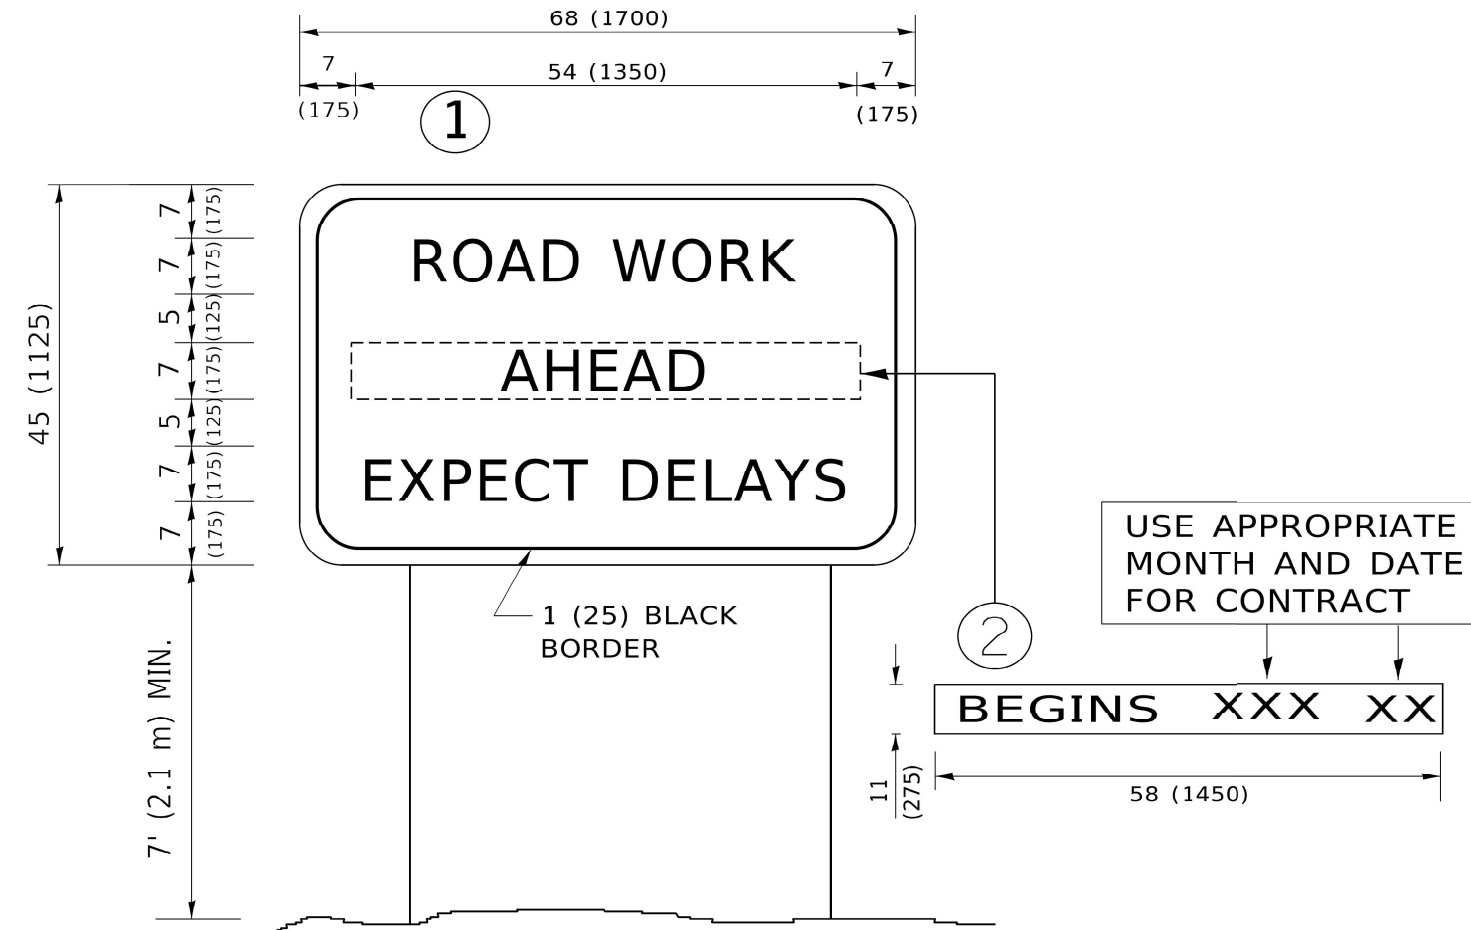 68 (1700)
7
54 (1350)
7
(175)
(175)
1
7
(175)
7
(175)
5
(125)
7
(175)
5
(125)
7
(175)
7
(175)
45 (1125)
ROAD WORK
AHEAD
EXPECT DELAYS
1 (25) BLACK
BORDER
7' (2.1 m) MIN.
USE APPROPRIATE
MONTH AND DATE
FOR CONTRACT
2
BEGINS XXX XX
11
(275)
58 (1450)